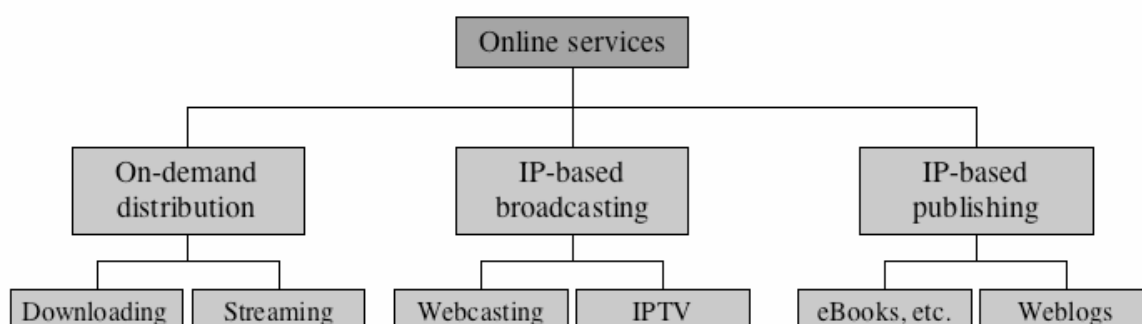 Online services
On-demand
distribution
IP-based
broadcasting
IP-based
publishing
Downloading
Streaming
Webcasting
IPTV
eBooks, etc.
Weblogs